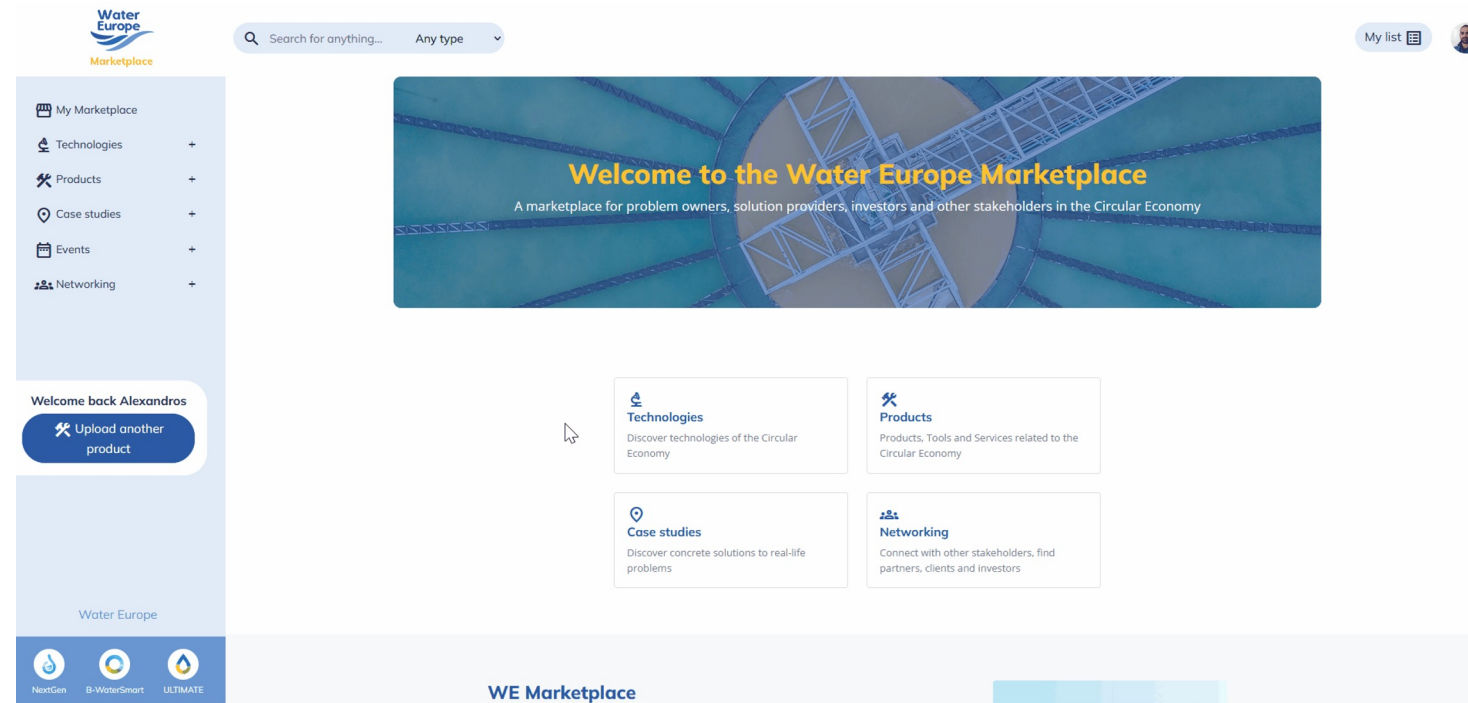 Water
Europe
Marketplace
Search for anything...
Any type
My list
My Marketplace
Technologies +
Products +
Case studies +
Events +
Networking +
Welcome back Alexandros
Upload another
product
Water Europe
NextGen
B-WaterSmart
ULTIMATE
Welcome to the Water Europe Marketplace
A marketplace for problem owners, solution providers, investors and other stakeholders in the Circular Economy
Technologies
Discover technologies of the Circular
Economy
Products
Products, Tools and Services related to the
Circular Economy
Case studies
Discover concrete solutions to real-life
problems
Networking
Connect with other stakeholders, find
partners, clients and investors
WE Marketplace